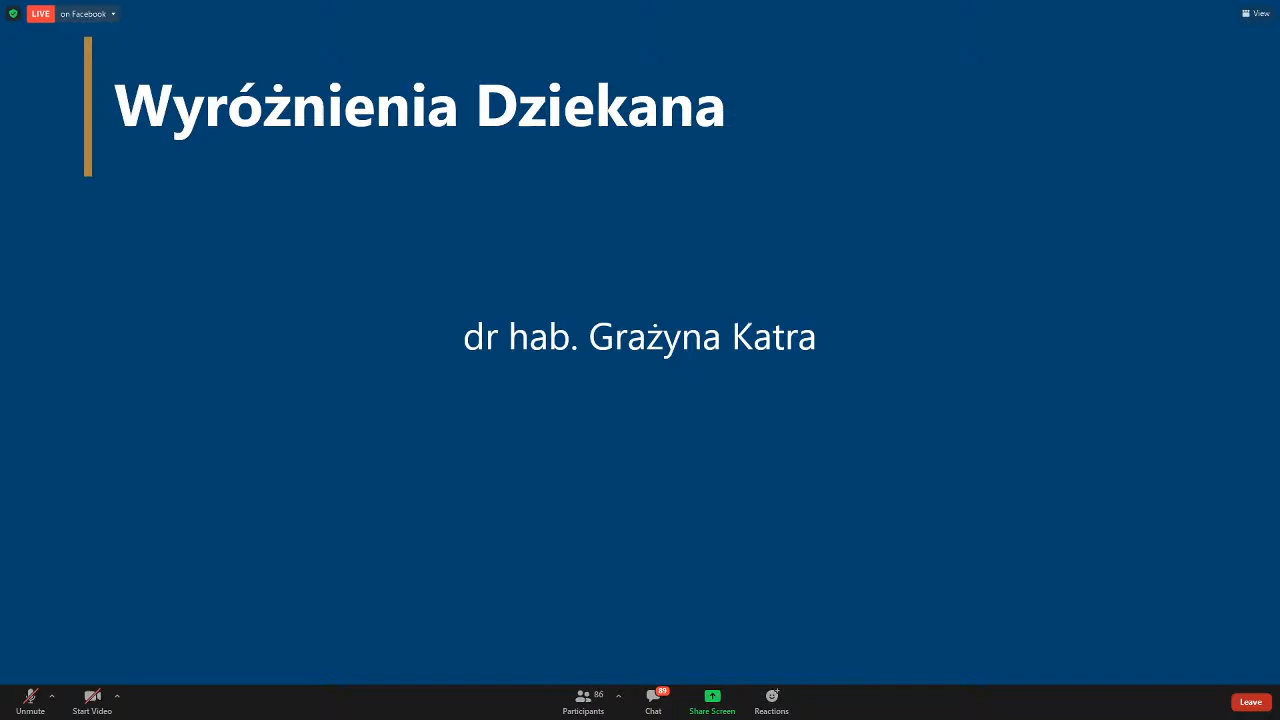 LIVE on Facebook
View
Wyróżnienia Dziekana
dr hab. Grażyna Katra
86
89
Unmute
Start Video
Participants
Chat
Share Screen
Reactions
Leave